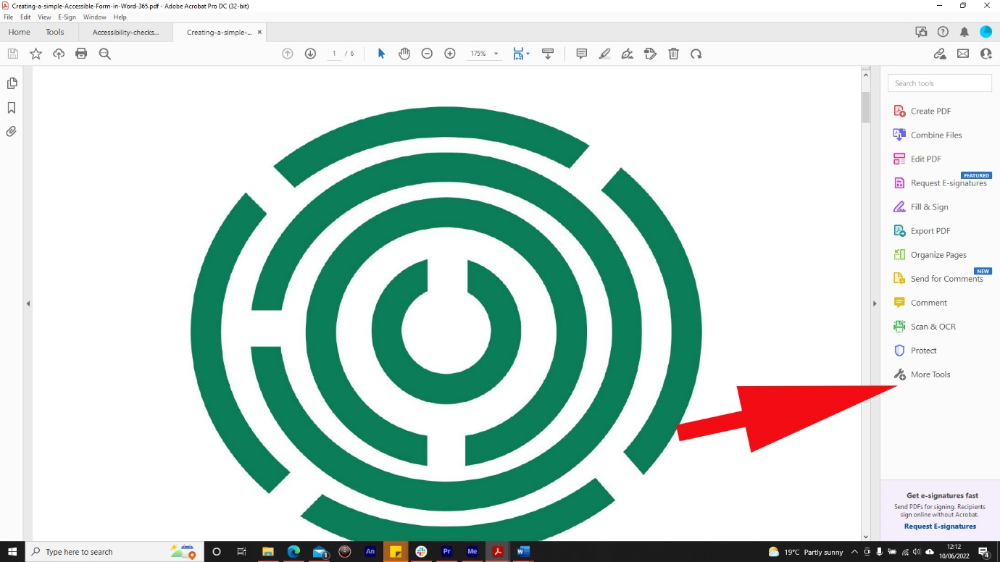 Creating-a-simple-Accessible-Form-in-Word-365.pdf - Adobe Acrobat Pro DC (32-bit)
File Edit View E-Sign Window Help
Home Tools Accessibility-checks... Creating-a-simple-... ×
1 / 6 175%
Search tools
Create PDF
Combine Files
Edit PDF
FEATURED
Request E-signatures
Fill & Sign
Export PDF
Organize Pages
NEW
Send for Comments
Comment
Scan & OCR
Protect
More Tools
Get e-signatures fast
Send PDFs for signing. Recipients
sign online without Acrobat.
Request E-signatures
Type here to search
1
An
Pr
Me
W
19°C Partly sunny
12:12
10/06/2022
4